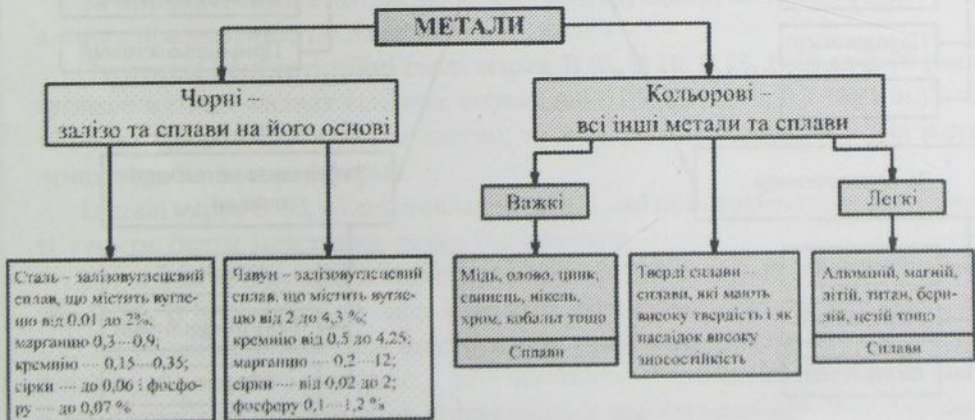 МЕТАЛИ
Чорні –
залізо та сплави на його основі
Кольорові –
всі інші метали та сплави
Важкі
Легкі
Сталь – залізовуглецевий
сплав, що містить вугле-
цю від 0.01 до 2%,
марганцю 0,3—0,9;
кремнію — 0,15—0,35;
сірки — до 0,06 і фосфо-
ру — до 0,07 %
Чавун – залізовуглецевий
сплав, що містить вугле-
цю від 2 до 4,3 %;
кремнію від 0,5 до 4,25;
марганцю — 0,2—12;
сірки — від 0,02 до 2;
фосфору 0,1—1,2 %
Мідь, олово, цинк,
свинець, нікель,
хром, кобальт тощо
Сплави
Тверді сплави –
сплави, які мають
високу твердість і як
наслідок високу
зносостійкість
Алюміній, магній,
літій, титан, бери-
лій, цезій тощо
Сплави